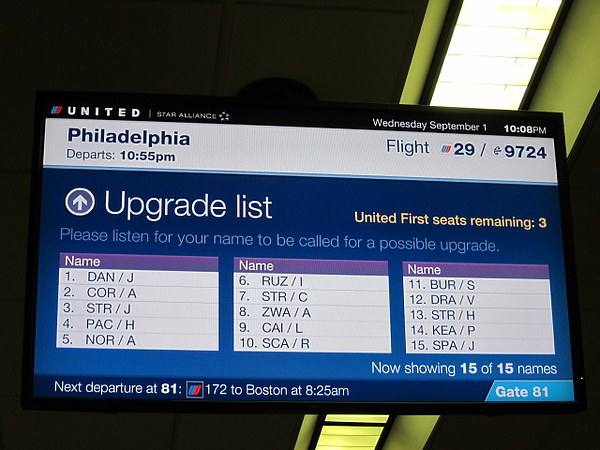 UNITED | STAR ALLIANCE
Wednesday September 1 10:08PM
Philadelphia
Departs: 10:55pm
Flight 29 / 9724
Upgrade list
United First seats remaining: 3
Please listen for your name to be called for a possible upgrade.
Name
1. DAN / J
2. COR / A
3. STR / J
4. PAC / H
5. NOR / A
Name
6. RUZ / I
7. STR / C
8. ZWA / A
9. CAI / L
10. SCA / R
Name
11. BUR / S
12. DRA / V
13. STR / H
14. KEA / P
15. SPA / J
Now showing 15 of 15 names
Next departure at 81: 172 to Boston at 8:25am
Gate 81